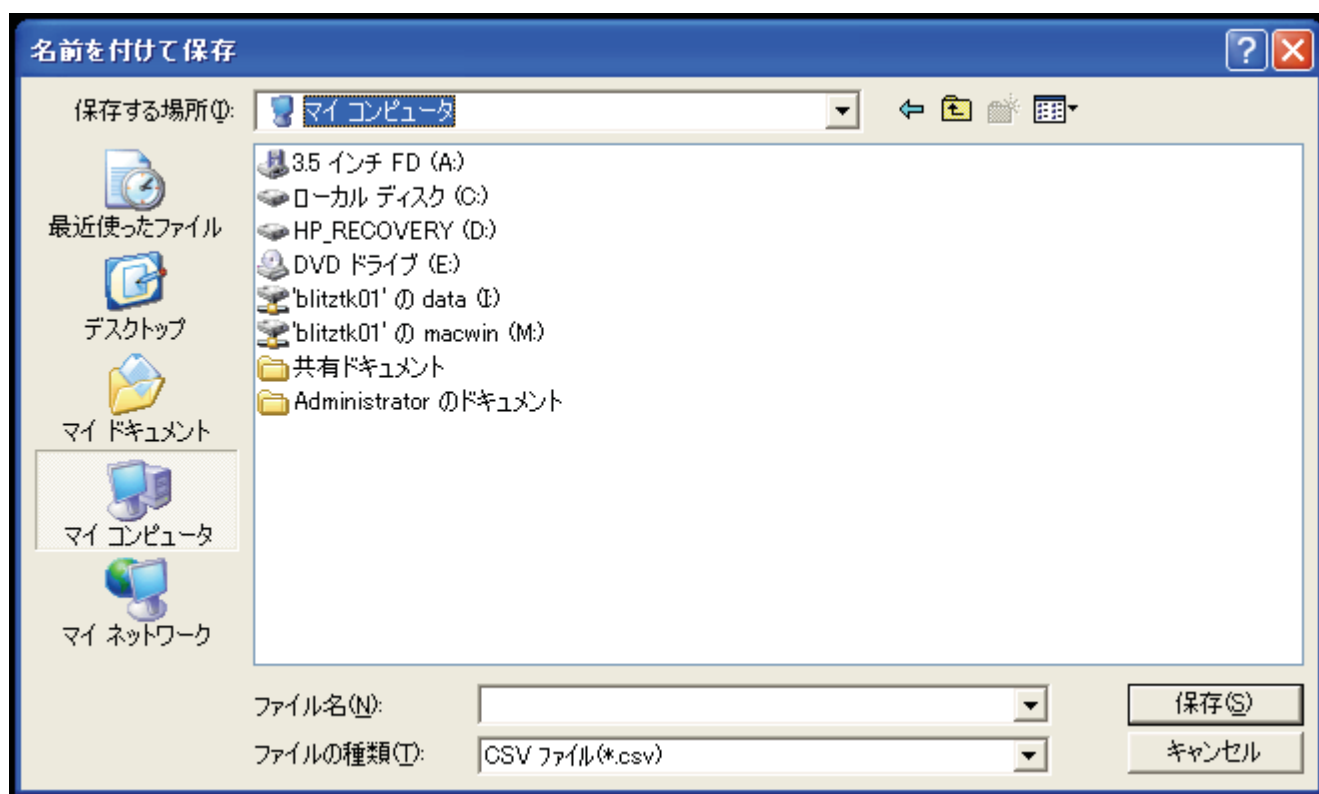 名前を付けて保存
保存する場所(I):
マイ コンピュータ
最近使ったファイル
デスクトップ
マイ ドキュメント
マイ コンピュータ
マイ ネットワーク
3.5 インチ FD (A:)
ローカル ディスク (C:)
HP_RECOVERY (D:)
DVD ドライブ (E:)
'blitztk01' の data (I:)
'blitztk01' の macwin (M:)
共有ドキュメント
Administrator のドキュメント
ファイル名(N):
保存(S)
ファイルの種類(T):
CSV ファイル(*.csv)
キャンセル